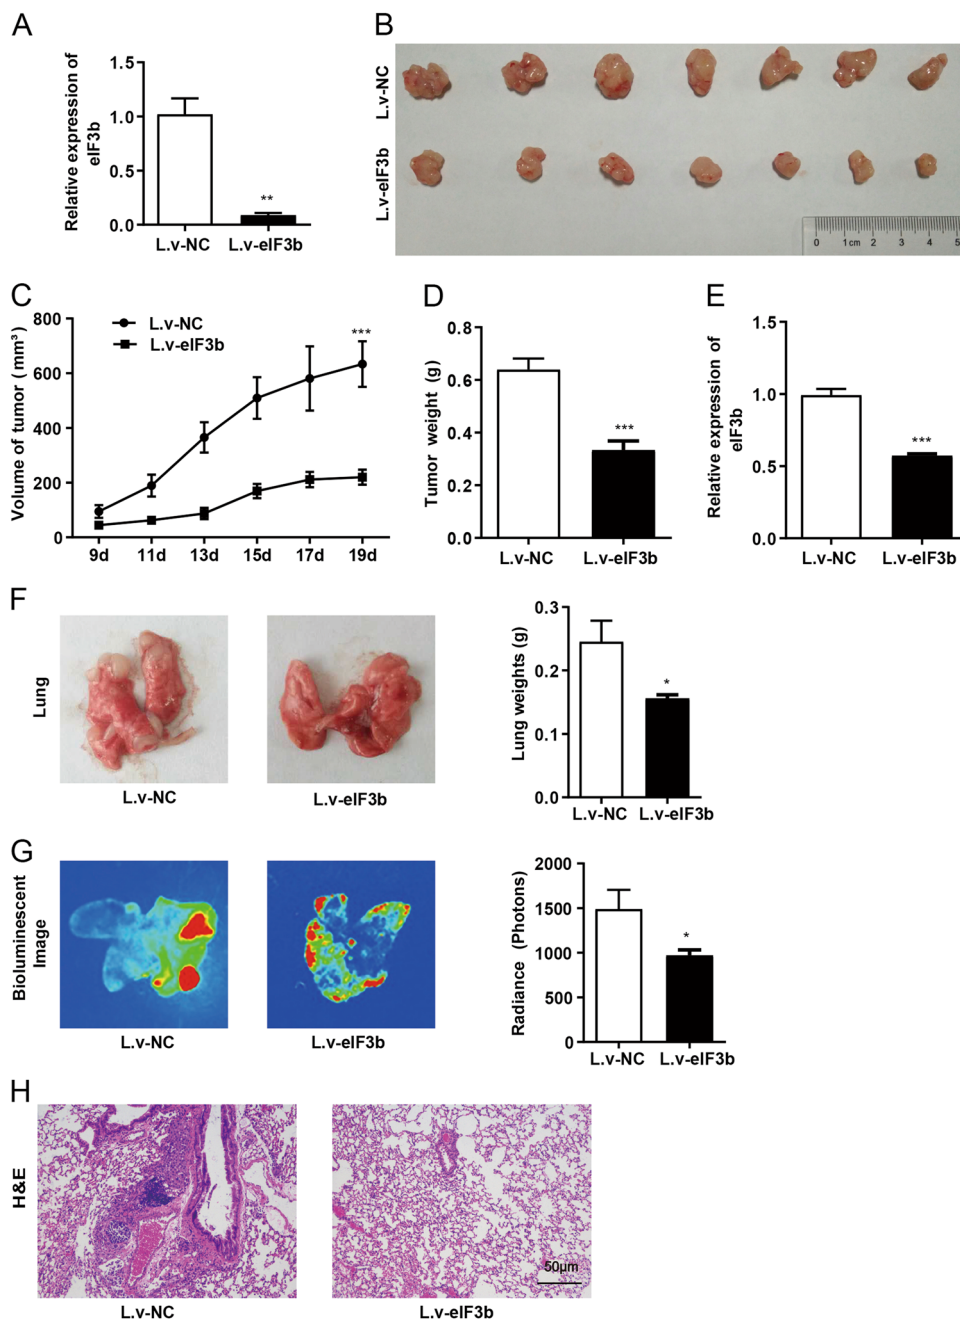 A
Relative expression of
eIF3b
1.5
1.0
0.5
0.0
**
L.v-NC
L.v-eIF3b
B
L.v-NC
L.v-eIF3b
0 1cm 2 3 4 5
C
Volume of tumor (mm³)
800
600
400
200
0
L.v-NC
L.v-eIF3b
***
9d 11d 13d 15d 17d 19d
D
Tumor weight (g)
0.8
0.6
0.4
0.2
0.0
***
L.v-NC
L.v-eIF3b
E
Relative expression of
eIF3b
1.5
1.0
0.5
0.0
***
L.v-NC
L.v-eIF3b
F
Lung
L.v-NC
L.v-eIF3b
Lung weights (g)
0.3
0.2
0.1
0.0
*
L.v-NC
L.v-eIF3b
G
Bioluminescent
Image
L.v-NC
L.v-eIF3b
Radiance (Photons)
2000
1500
1000
500
0
*
L.v-NC
L.v-eIF3b
H
H&E
50μm
L.v-NC
L.v-eIF3b